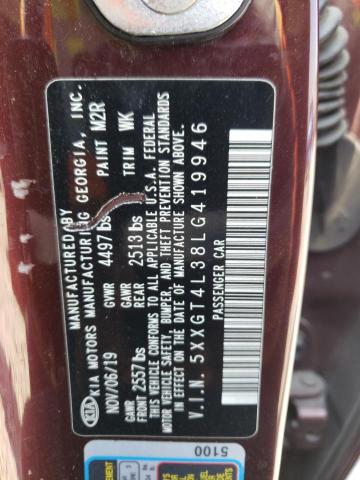 MANUFACTURED BY
KIA KIA MOTORS MANUFACTURING GEORGIA, INC.
NOV/06/19 GVWR 4497 lbs PAINT M2R
GAWR FRONT 2557 lbs GAWR REAR 2513 lbs TRIM WK
THIS VEHICLE CONFORMS TO ALL APPLICABLE U.S.A. FEDERAL
MOTOR VEHICLE SAFETY, BUMPER, AND THEFT PREVENTION STANDARDS
IN EFFECT ON THE DATE OF MANUFACTURE SHOWN ABOVE.
V.I.N. 5XXGT4L38LG419946
PASSENGER CAR
5100